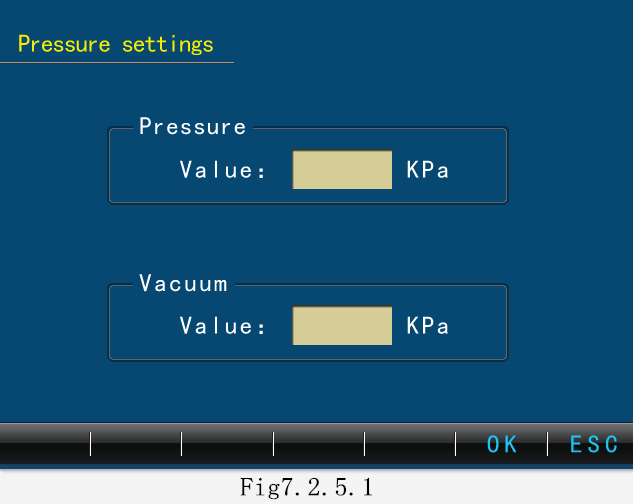 Pressure settings
Pressure
Value: KPa
Vacuum
Value: KPa
OK ESC
Fig7.2.5.1